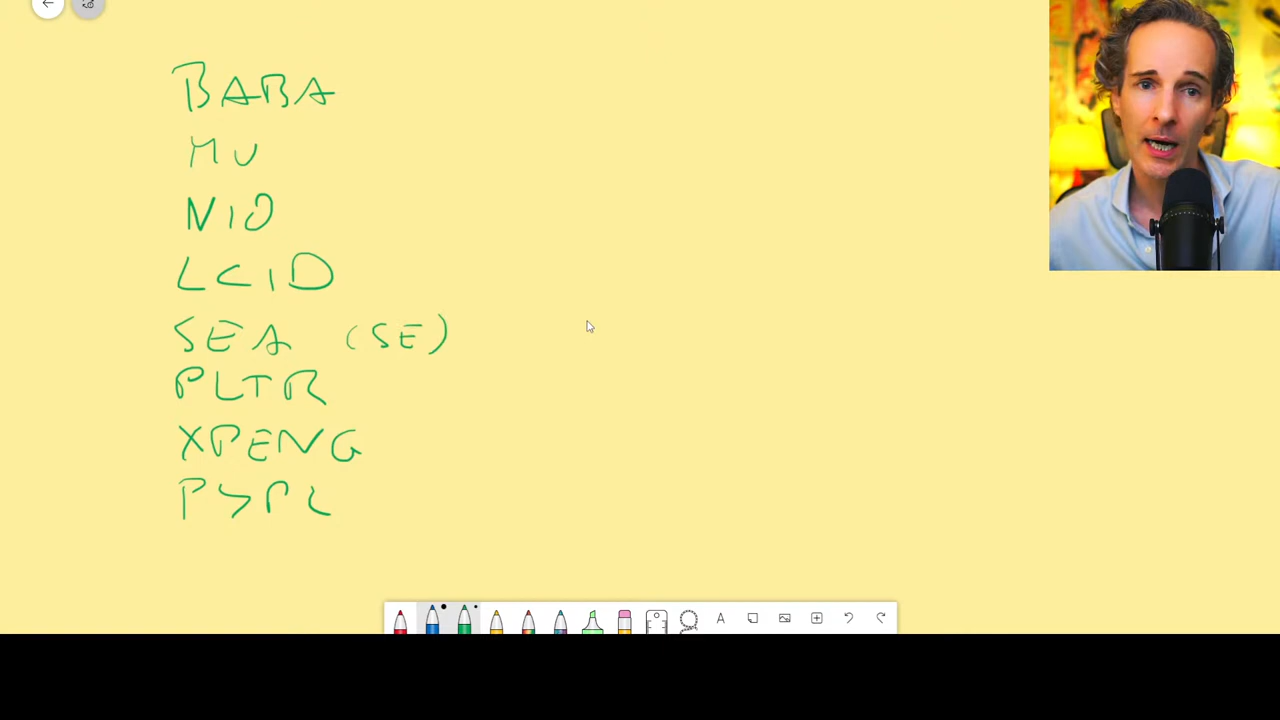 BABA
MU
NIO
LCID
SEA (SE)
PLTR
XPENG
PYPL
A